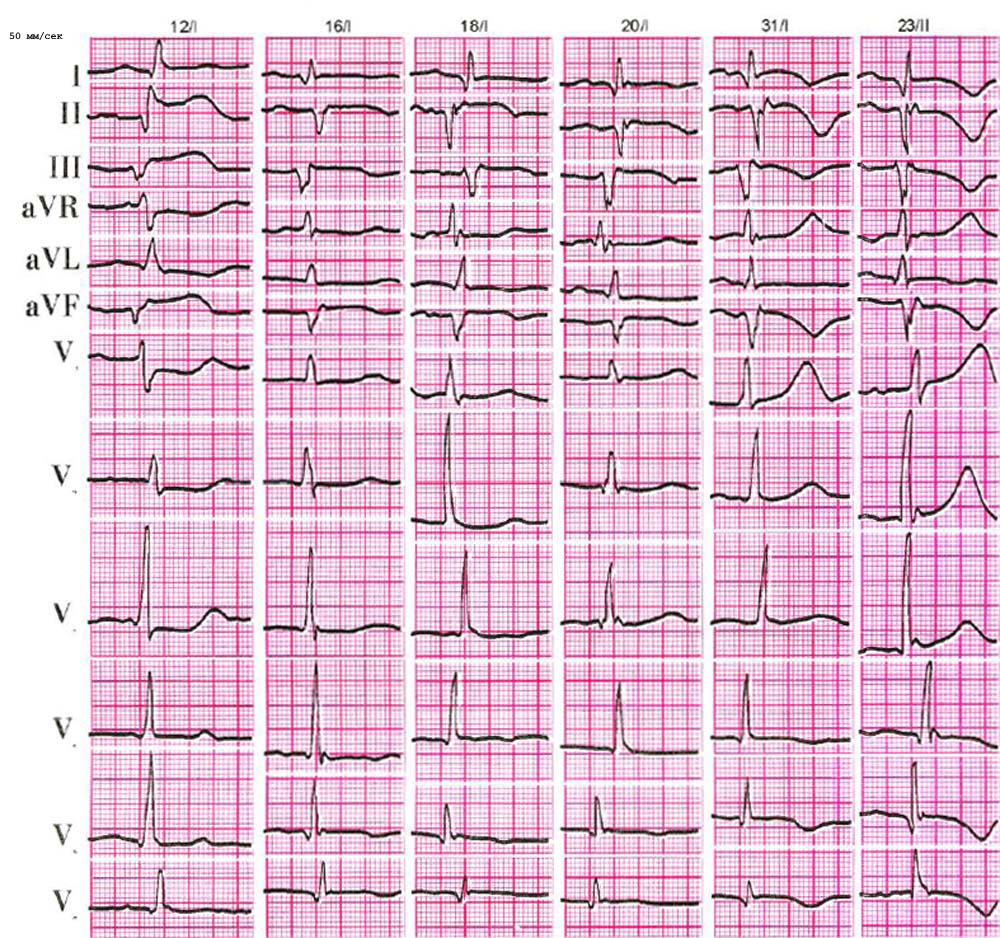 12/I 16/I 18/I 20/I 31/I 23/II
50 мм/сек
I
II
III
aVR
aVL
aVF
V
V
V
V
V
V